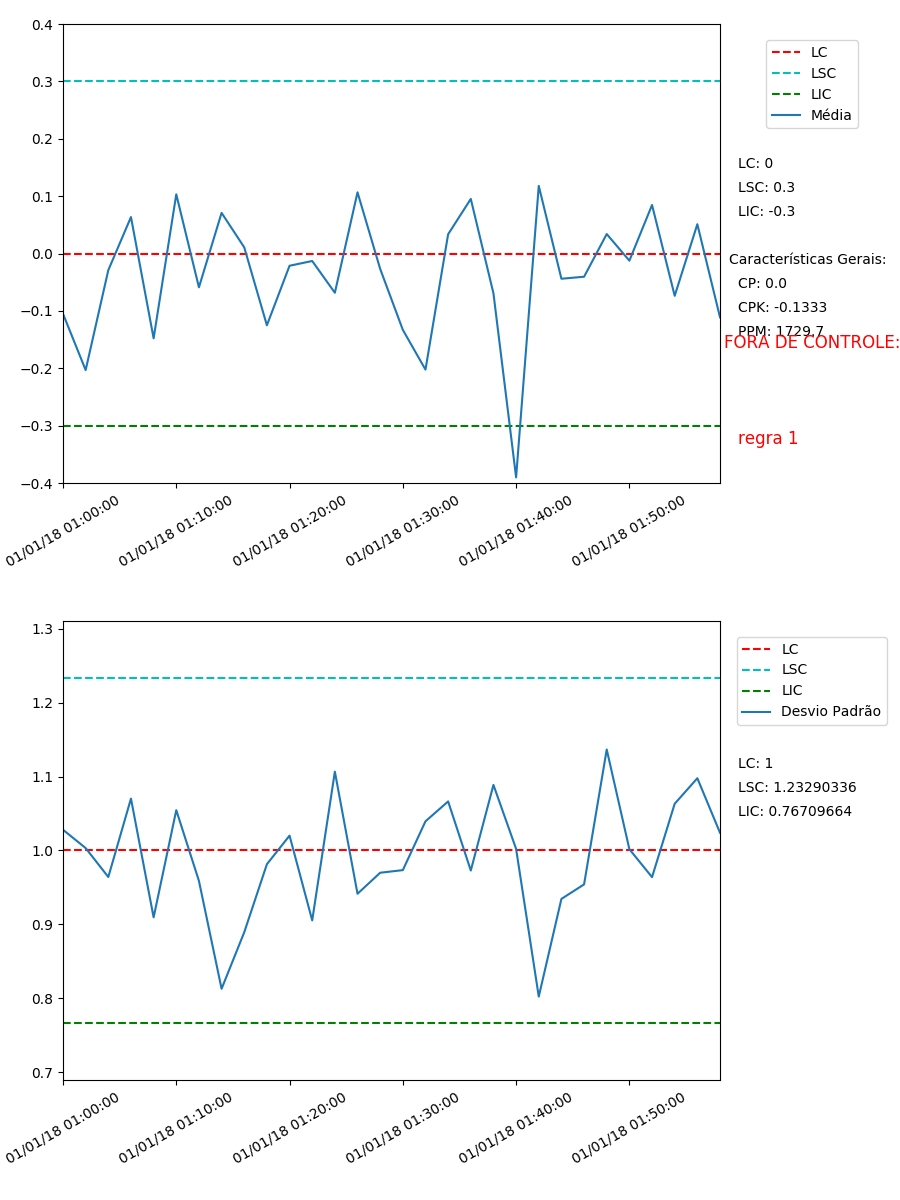 0.4
0.3
0.2
0.1
0.0
−0.1
−0.2
−0.3
−0.4
01/01/18 01:00:00
01/01/18 01:10:00
01/01/18 01:20:00
01/01/18 01:30:00
01/01/18 01:40:00
01/01/18 01:50:00
LC
LSC
LIC
Média
LC: 0
LSC: 0.3
LIC: -0.3
Características Gerais:
CP: 0.0
CPK: -0.1333
PPM: 1729.7
FORA DE CONTROLE:
regra 1
1.3
1.2
1.1
1.0
0.9
0.8
0.7
01/01/18 01:00:00
01/01/18 01:10:00
01/01/18 01:20:00
01/01/18 01:30:00
01/01/18 01:40:00
01/01/18 01:50:00
LC
LSC
LIC
Desvio Padrão
LC: 1
LSC: 1.23290336
LIC: 0.76709664